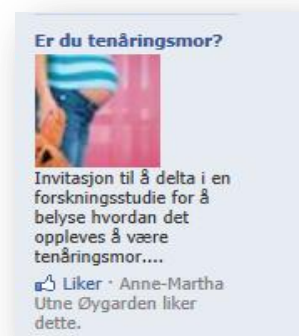 Er du tenåringsmor?
Invitasjon til å delta i en
forskningsstudie for å
belyse hvordan det
oppleves å være
tenåringsmor....
Liker · Anne-Martha
Utne Øygarden liker
dette.